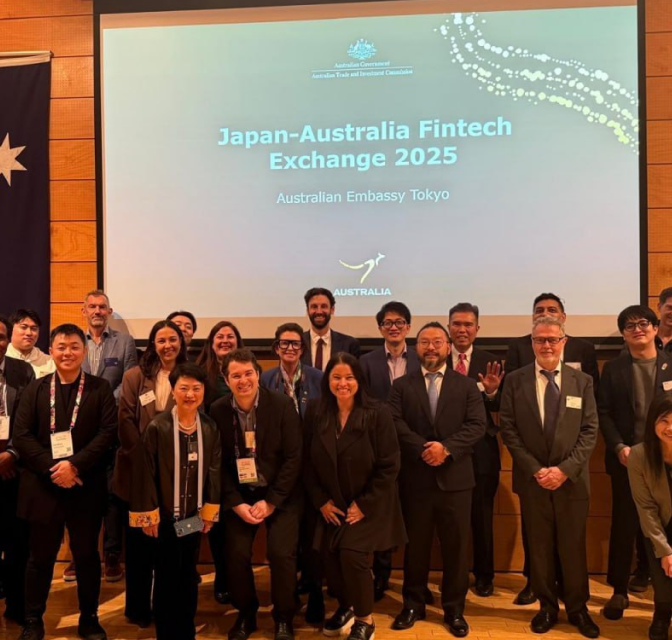 Australian Government
Australian Trade and Investment Commission
Japan-Australia Fintech
Exchange 2025
Australian Embassy Tokyo
AUSTRALIA